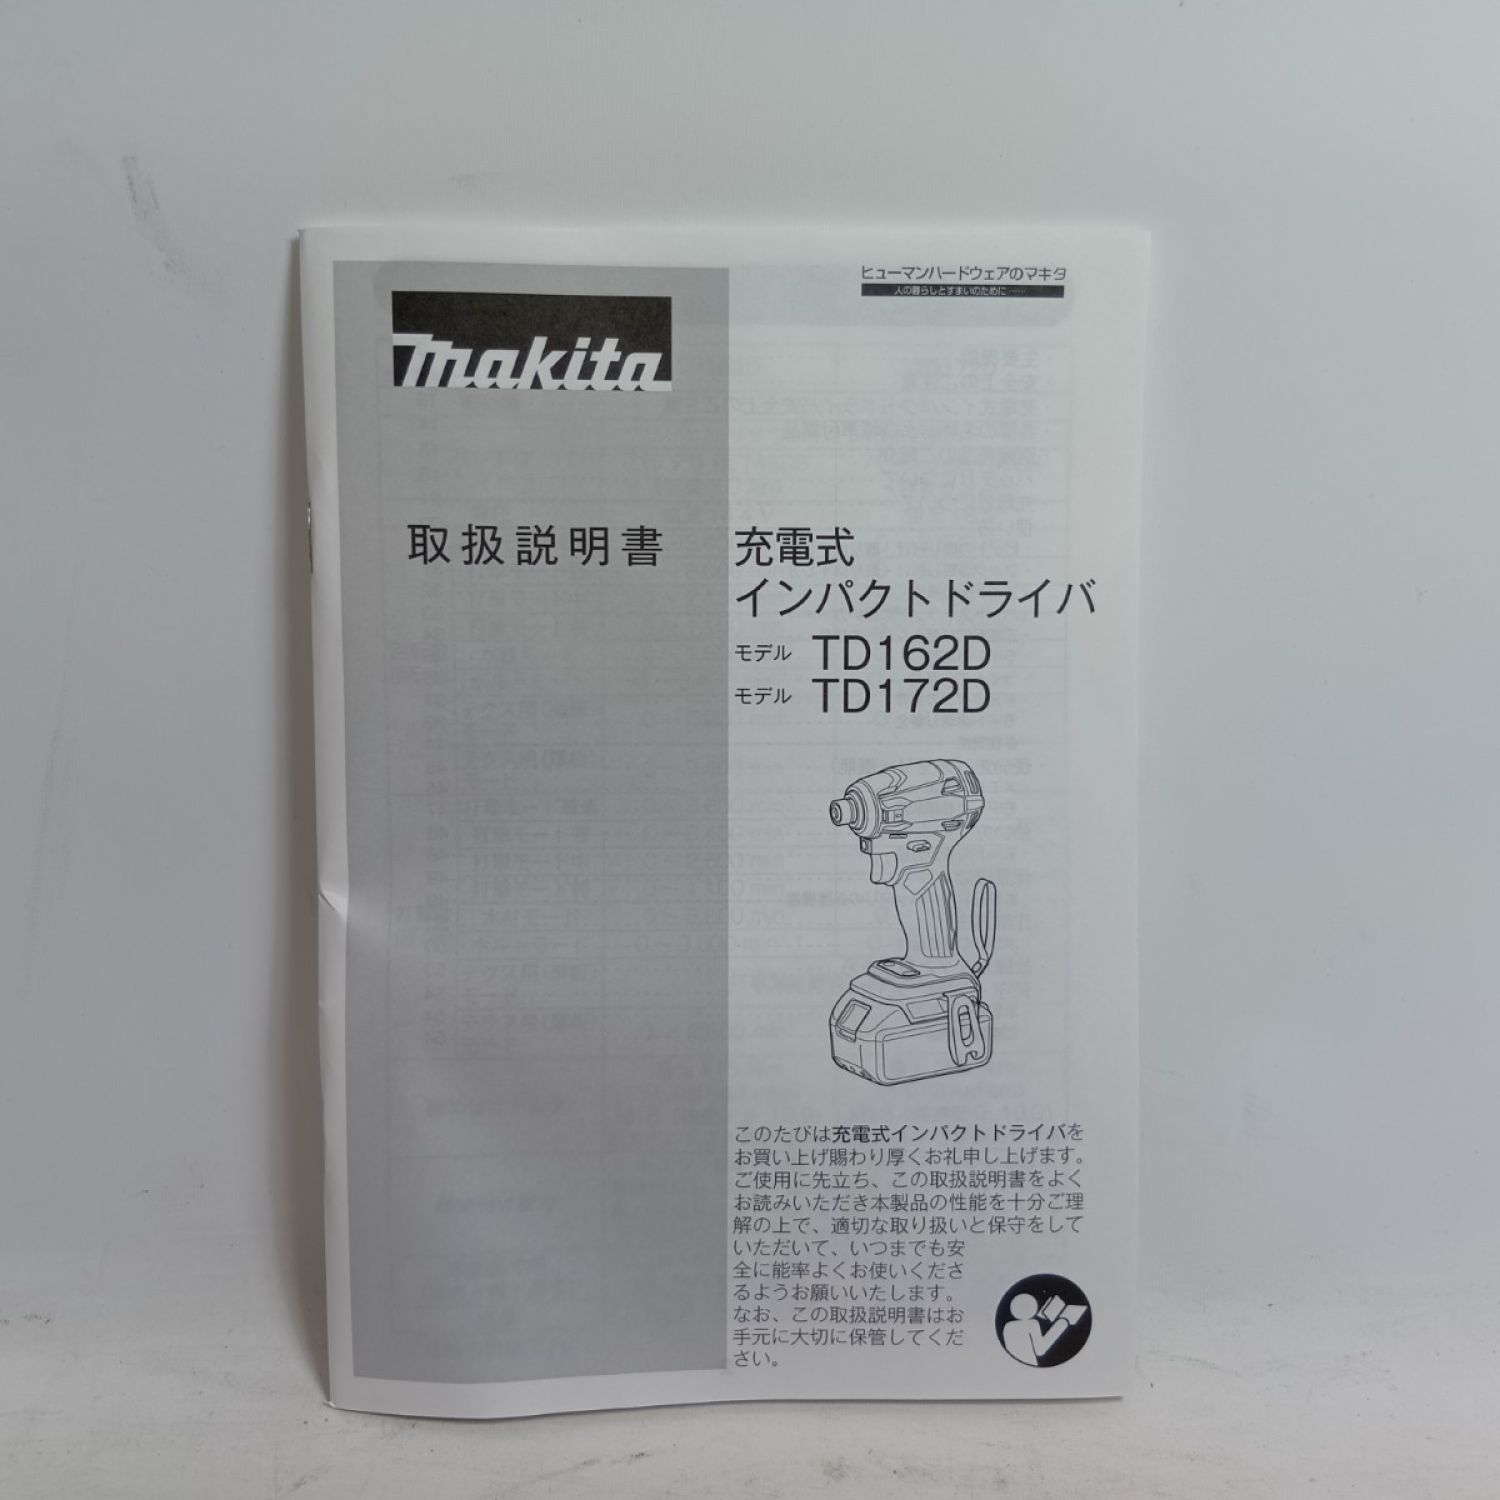 makita
ヒューマンハードウェアのマキタ
人の暮らしとすまいのために……
取扱説明書
充電式
インパクトドライバ
モデル TD162D
モデル TD172D
このたびは充電式インパクトドライバを
お買い上げ賜わり厚くお礼申し上げます。
ご使用に先立ち、この取扱説明書をよく
お読みいただき本製品の性能を十分ご理
解の上で、適切な取り扱いと保守をして
いただいて、いつまでも安
全に能率よくお使いくださ
るようお願いいたします。
なお、この取扱説明書はお
手元に大切に保管してくだ
さい。